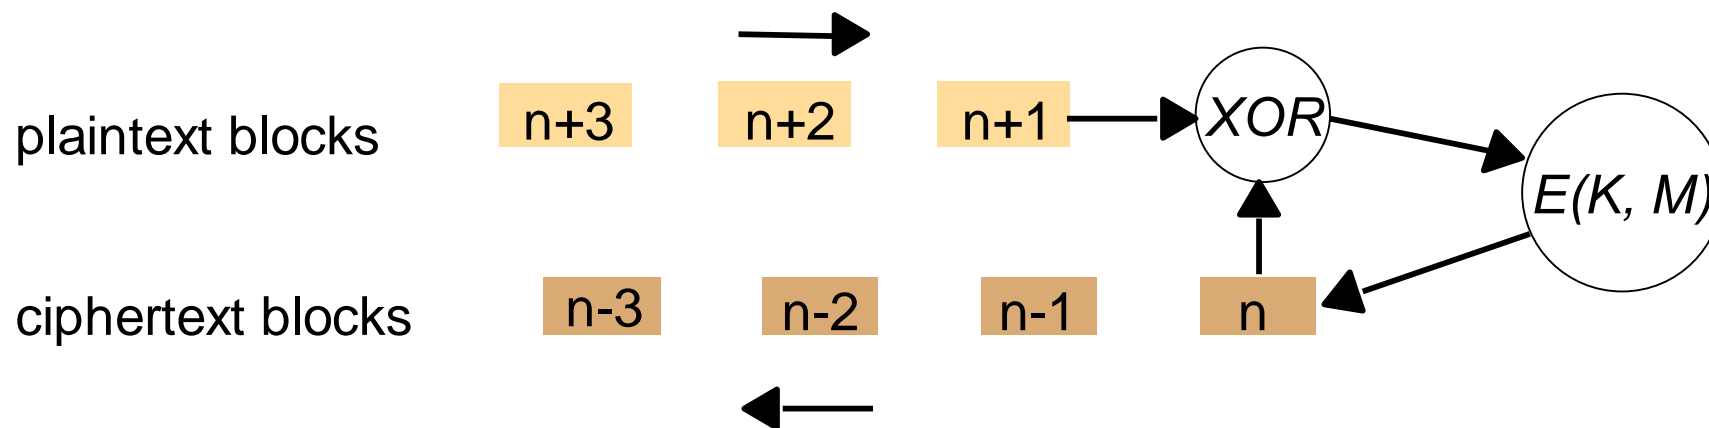 plaintext blocks n+3 n+2 n+1 XOR
E(K, M)
ciphertext blocks n-3 n-2 n-1 n